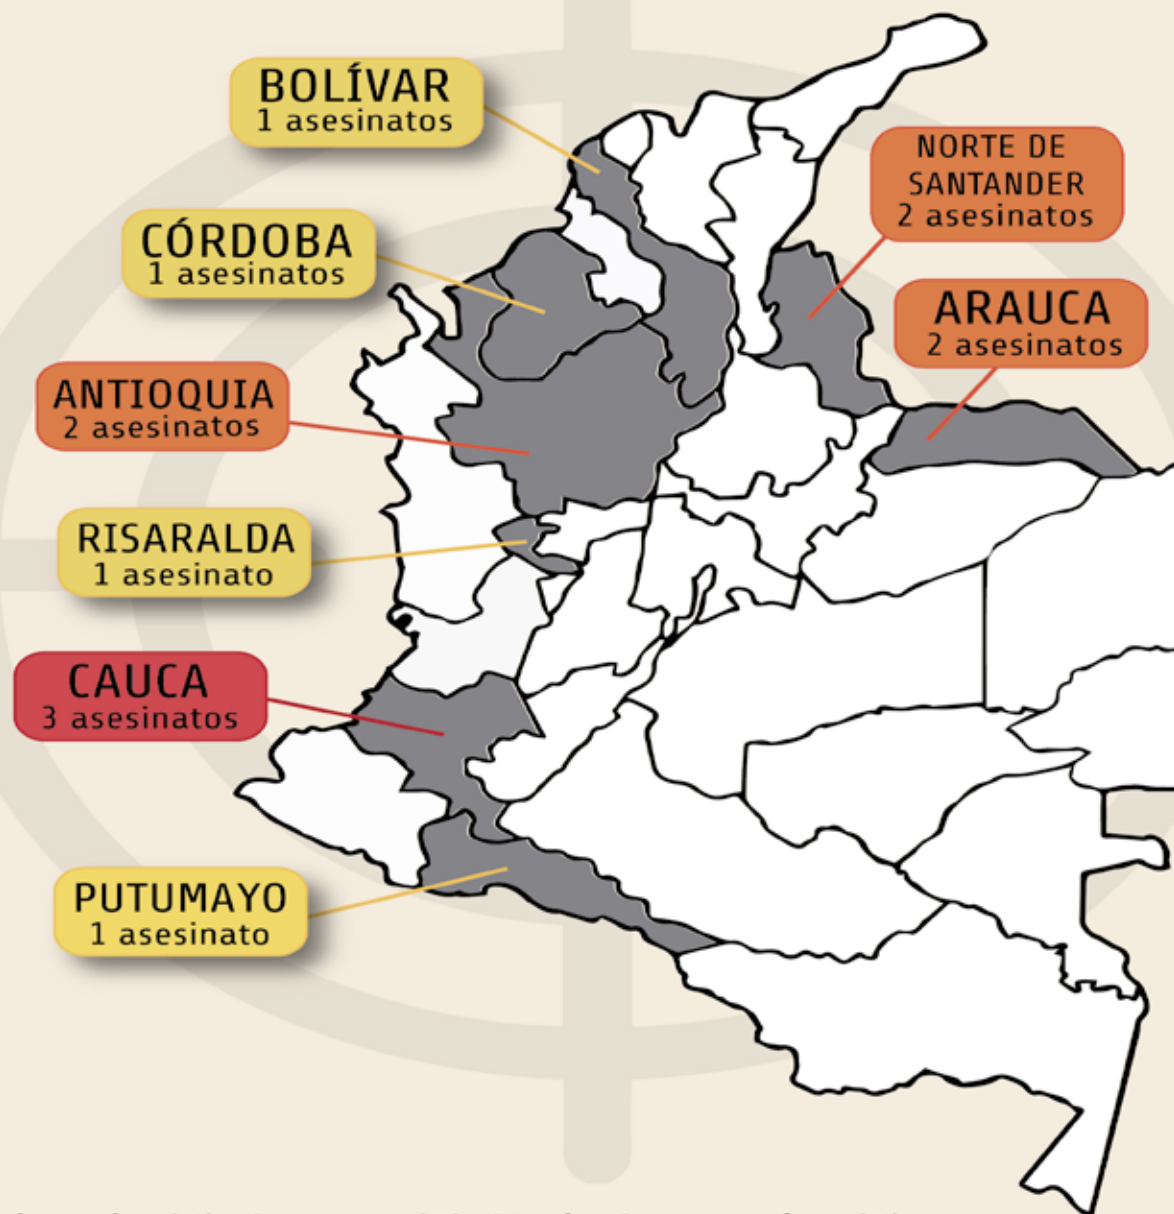 BOLÍVAR
1 asesinatos
NORTE DE
SANTANDER
2 asesinatos
CÓRDOBA
1 asesinatos
ARAUCA
2 asesinatos
ANTIOQUIA
2 asesinatos
RISARALDA
1 asesinato
CAUCA
3 asesinatos
PUTUMAYO
1 asesinato